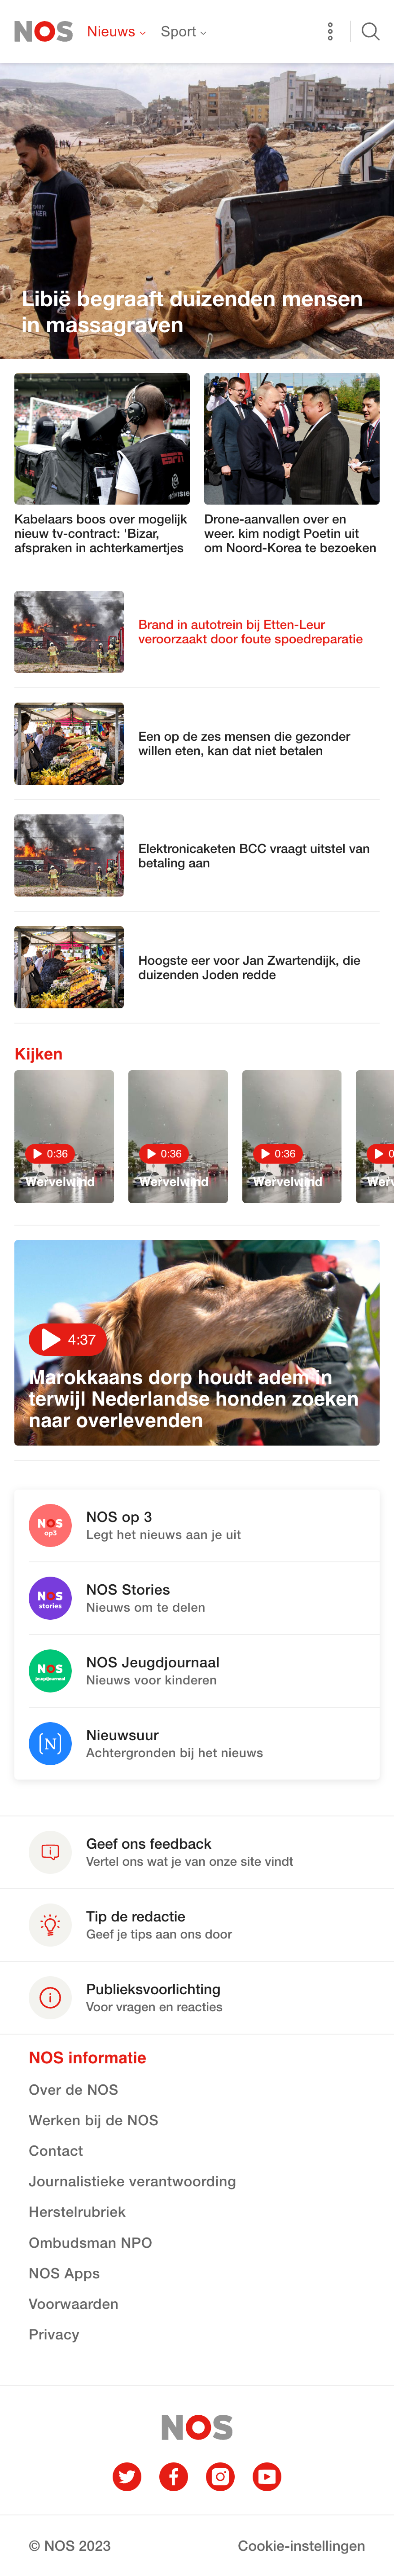 NOS Nieuws Sport
Libië begraaft duizenden mensen
in massagraven
Kabelaars boos over mogelijk
nieuw tv-contract: 'Bizar,
afspraken in achterkamertjes
Drone-aanvallen over en
weer. kim nodigt Poetin uit
om Noord-Korea te bezoeken
Brand in autotrein bij Etten-Leur
veroorzaakt door foute spoedreparatie
Een op de zes mensen die gezonder
willen eten, kan dat niet betalen
Elektronicaketen BCC vraagt uitstel van
betaling aan
Hoogste eer voor Jan Zwartendijk, die
duizenden Joden redde
Kijken
0:36
Wervelwind
0:36
Wervelwind
0:36
Wervelwind
0
Werv
4:37
Marokkaans dorp houdt adem in
terwijl Nederlandse honden zoeken
naar overlevenden
NOS
op3
NOS op 3
Legt het nieuws aan je uit
NOS
stories
NOS Stories
Nieuws om te delen
NOS
jeugdjournaal
NOS Jeugdjournaal
Nieuws voor kinderen
N
Nieuwsuur
Achtergronden bij het nieuws
Geef ons feedback
Vertel ons wat je van onze site vindt
Tip de redactie
Geef je tips aan ons door
Publieksvoorlichting
Voor vragen en reacties
NOS informatie
Over de NOS
Werken bij de NOS
Contact
Journalistieke verantwoording
Herstelrubriek
Ombudsman NPO
NOS Apps
Voorwaarden
Privacy
NOS
© NOS 2023 Cookie-instellingen